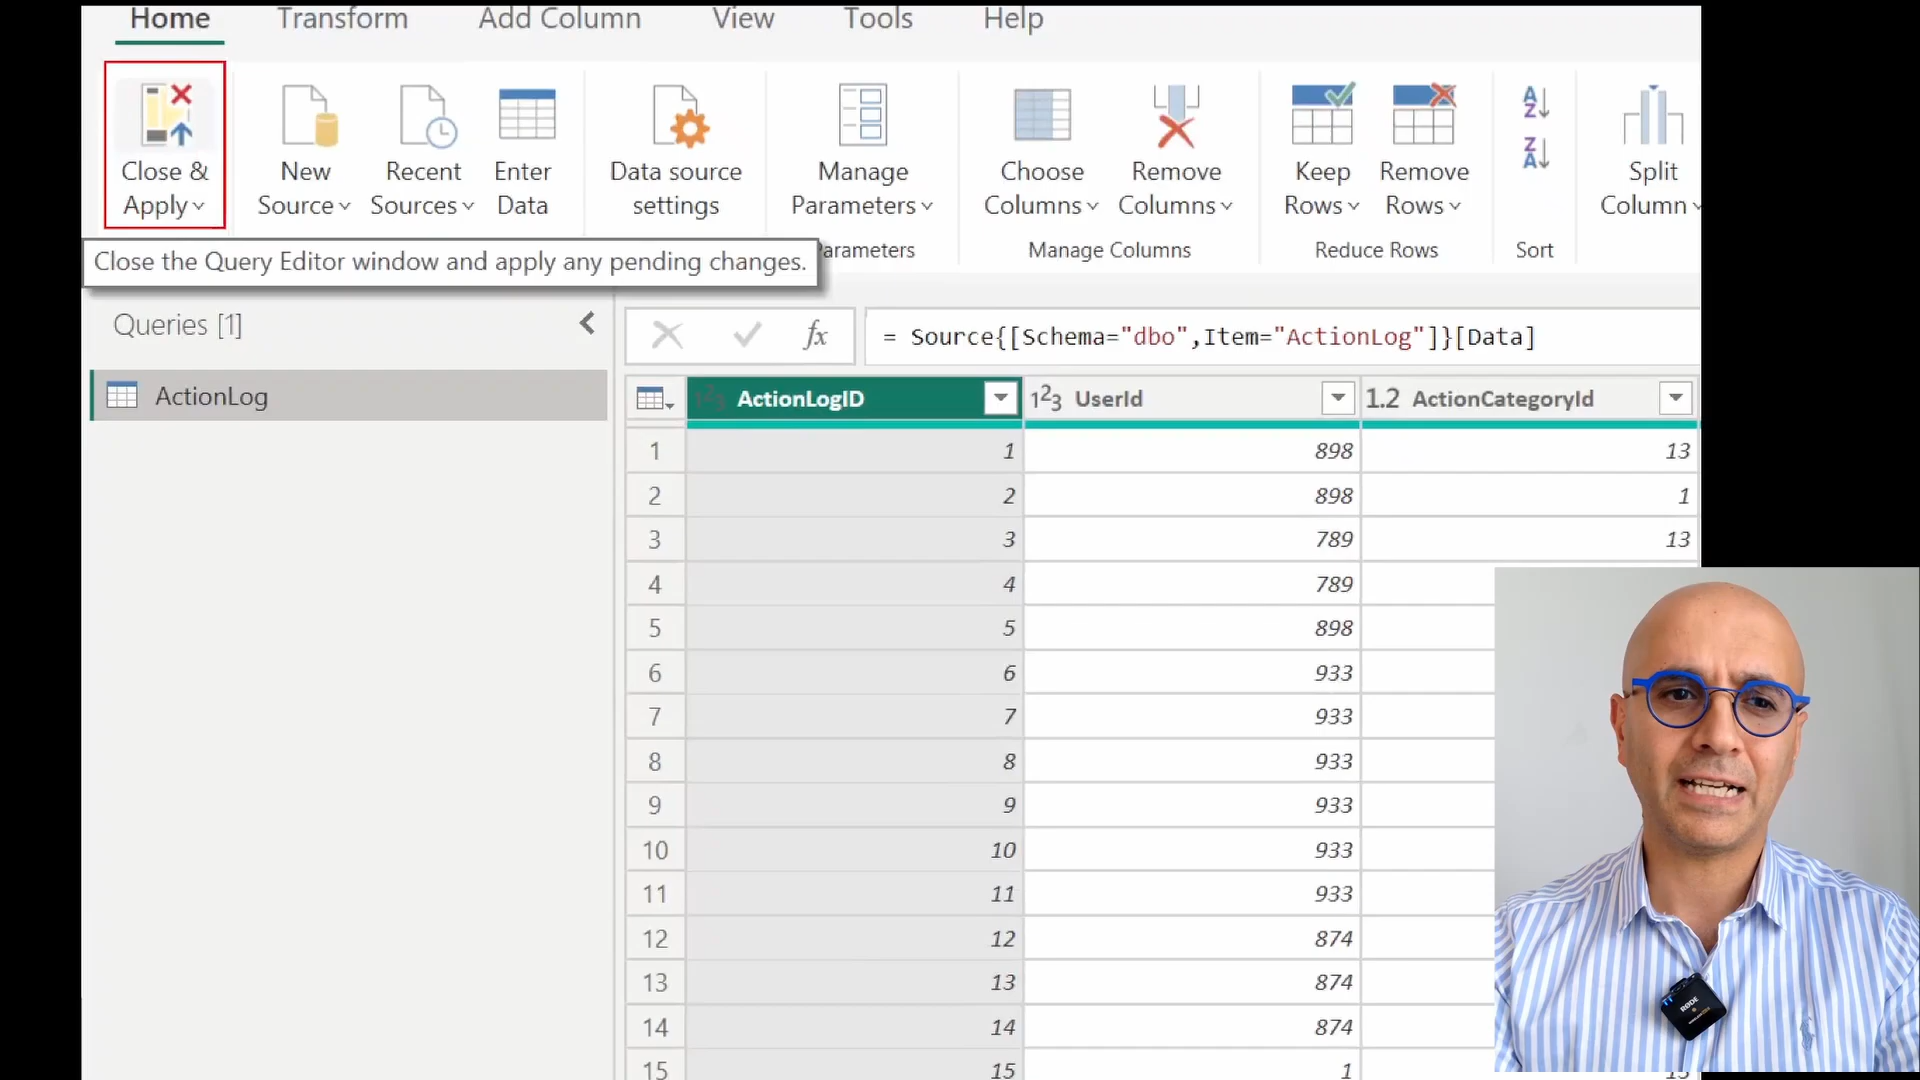 Home Transform Add Column View Tools Help
Close & Apply
New Source
Recent Sources
Enter Data
Data source settings
Manage Parameters
Choose Columns
Remove Columns
Keep Rows
Remove Rows
A Z
Z A
Split Column
Close the Query Editor window and apply any pending changes.
arameters
Manage Columns
Reduce Rows
Sort
Queries [1]
fx
= Source{[Schema="dbo",Item="ActionLog"]}[Data]
ActionLog
123 ActionLogID 123 UserId 1.2 ActionCategoryId
1 1 898 13
2 2 898 1
3 3 789 13
4 4 789
5 5 898
6 6 933
7 7 933
8 8 933
9 9 933
10 10 933
11 11 933
12 12 874
13 13 874
14 14 874
15 15 1
RØDE